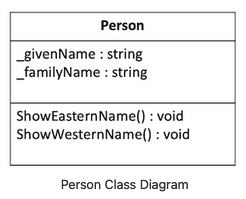 Person
_givenName : string
_familyName : string
ShowEasternName() : void
ShowWesternName() : void
Person Class Diagram